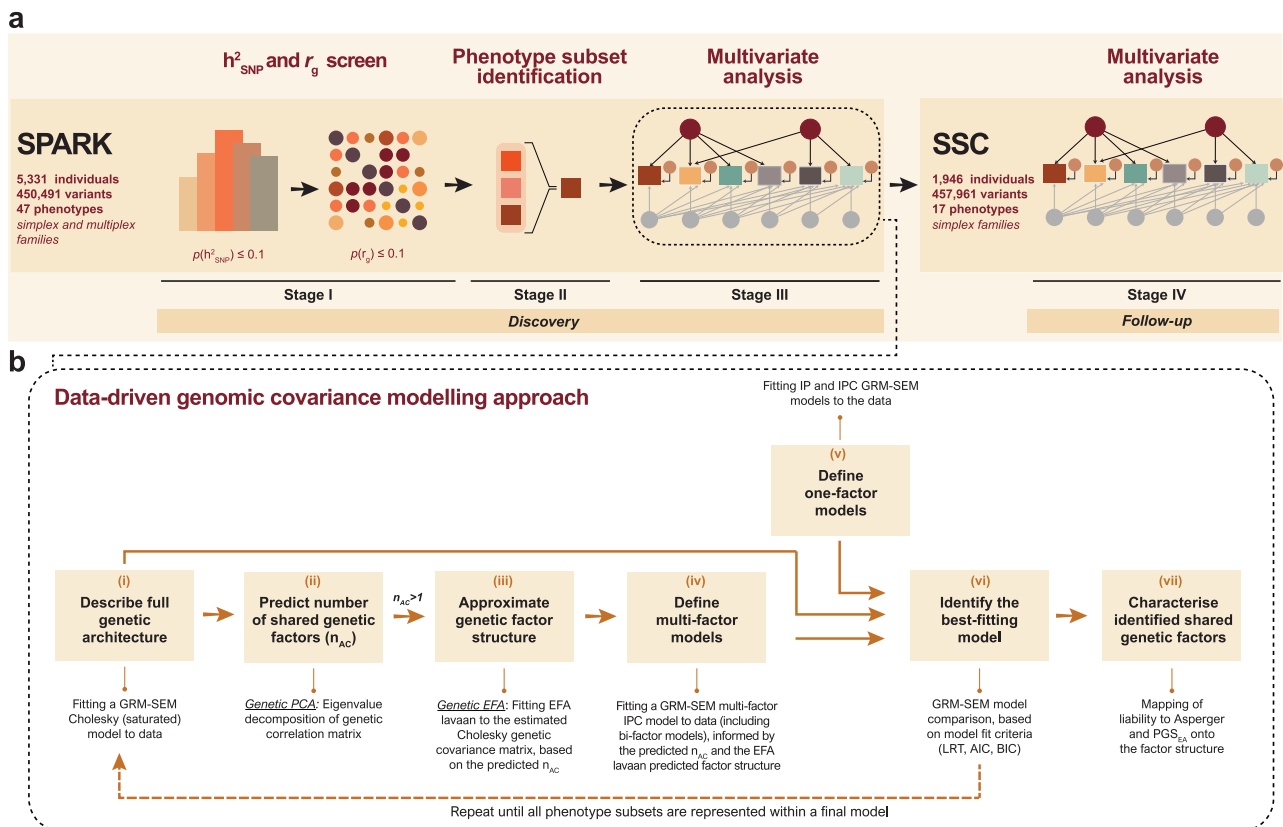 a
h²SNP and rg screen
Phenotype subset
identification
Multivariate
analysis
Multivariate
analysis
SPARK
5,331 individuals
450,491 variants
47 phenotypes
simplex and multiplex
families
p(h²SNP) ≤ 0.1
p(rg) ≤ 0.1
SSC
1,946 individuals
457,961 variants
17 phenotypes
simplex families
Stage I
Stage II
Stage III
Stage IV
Discovery
Follow-up
b
Data-driven genomic covariance modelling approach
Fitting IP and IPC GRM-SEM
models to the data
(v)
Define
one-factor
models
(i)
Describe full
genetic
architecture
(ii)
Predict number
of shared genetic
factors (nAC)
nAC>1
(iii)
Approximate
genetic factor
structure
(iv)
Define
multi-factor
models
(vi)
Identify the
best-fitting
model
(vii)
Characterise
identified shared
genetic factors
Fitting a GRM-SEM
Cholesky (saturated)
model to data
Genetic PCA: Eigenvalue
decomposition of genetic
correlation matrix
Genetic EFA: Fitting EFA
lavaan to the estimated
Cholesky genetic
covariance matrix, based
on the predicted nAC
Fitting a GRM-SEM multi-factor
IPC model to data (including
bi-factor models), informed by
the predicted nAC and the EFA
lavaan predicted factor structure
GRM-SEM model
comparison, based
on model fit criteria
(LRT, AIC, BIC)
Mapping of
liability to Asperger
and PGSEA onto
the factor structure
Repeat until all phenotype subsets are represented within a final model